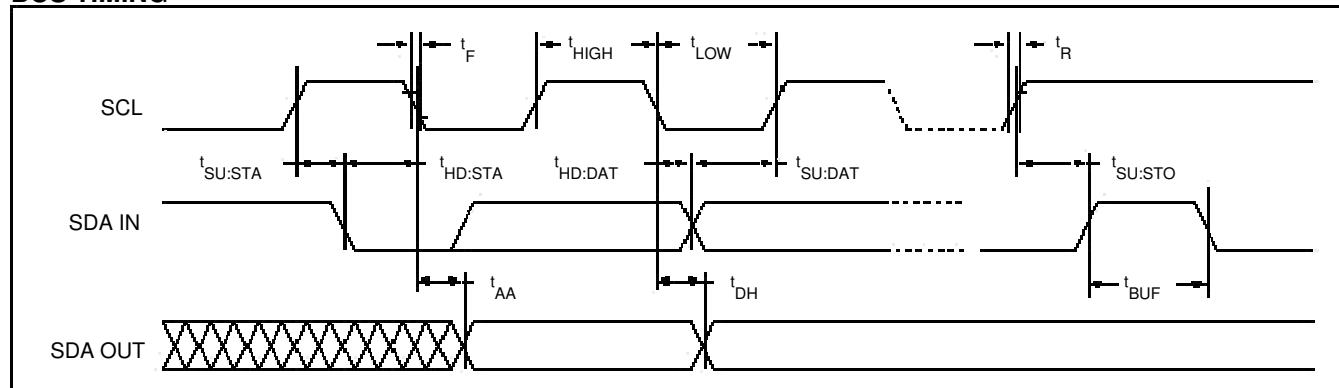 BUS TIMING
tF tHIGH tLOW tR
SCL
tSU:STA tHD:STA tHD:DAT tSU:DAT tSU:STO
SDA IN
tAA tDH tBUF
SDA OUT